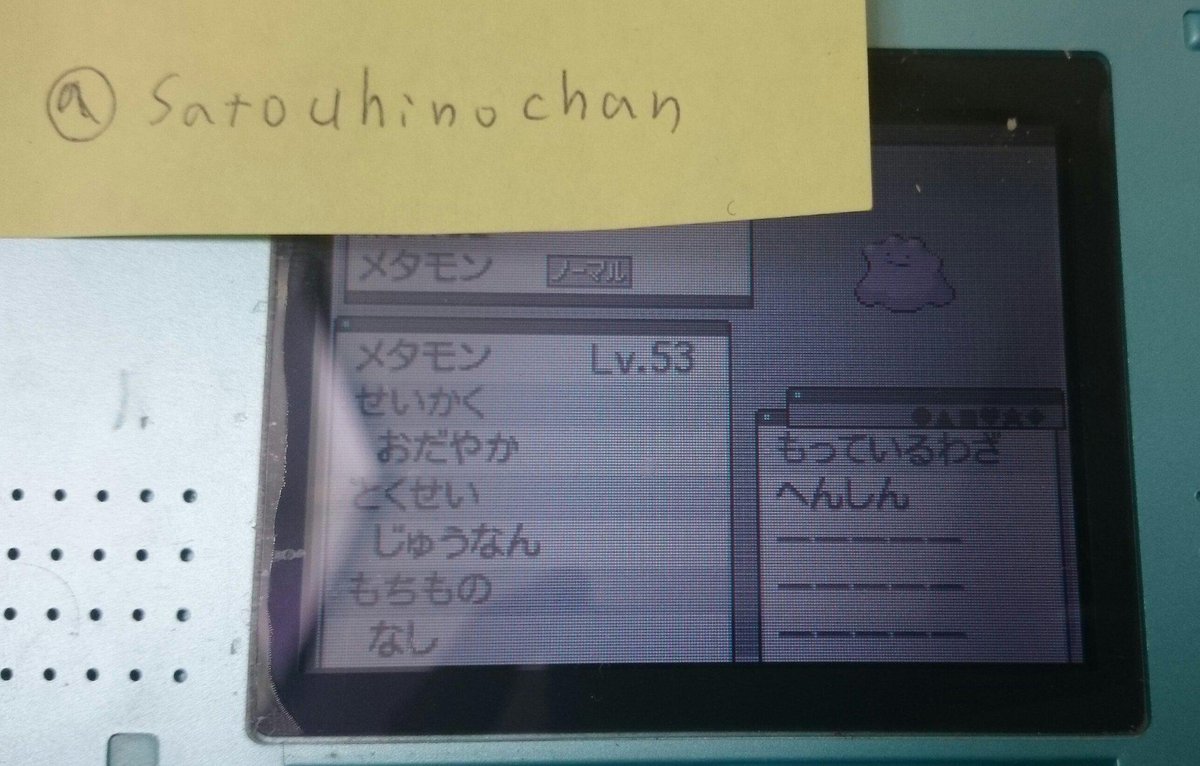 @ satouhinochan
メタモン ノーマル
メタモン Lv.53
せいかく
おだやか
とくせい
じゅうなん
もちもの
なし
もっているわざ
へんしん